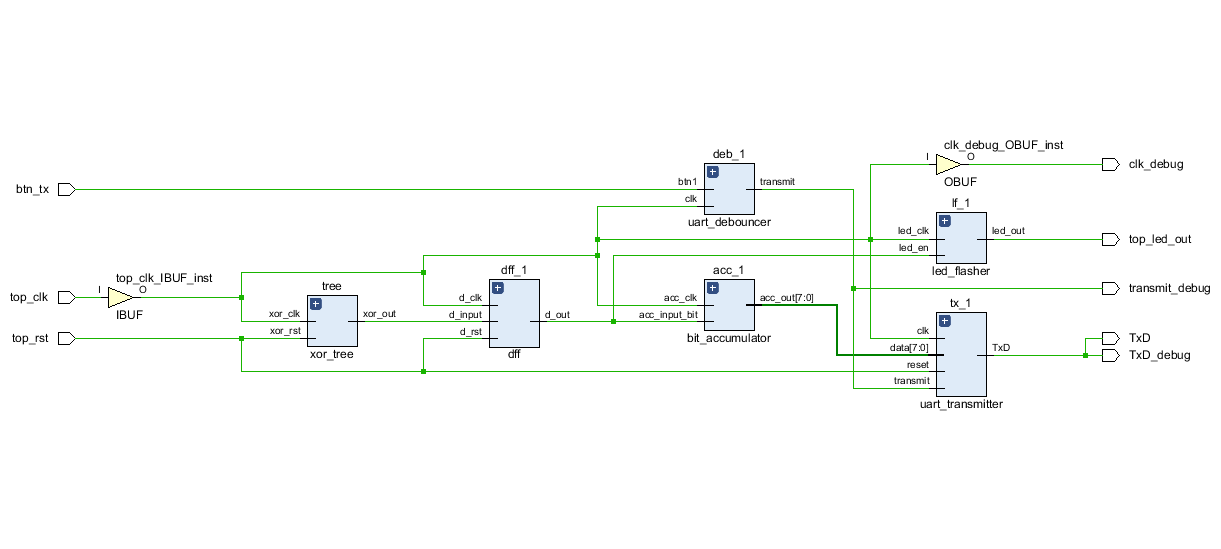 clk_debug_OBUF_inst
deb_1
I
O
clk_debug
btn_tx
btn1
transmit
OBUF
clk
lf_1
uart_debouncer
led_clk
led_out
top_led_out
led_en
dff_1
acc_1
led_flasher
top_clk_IBUF_inst
tree
I
O
transmit_debug
top_clk
d_clk
acc_clk
acc_out[7:0]
tx_1
IBUF
xor_clk
xor_out
d_input
d_out
acc_input_bit
xor_rst
d_rst
clk
top_rst
bit_accumulator
TxD
xor_tree
dff
data[7:0]
TxD
TxD_debug
reset
transmit
uart_transmitter